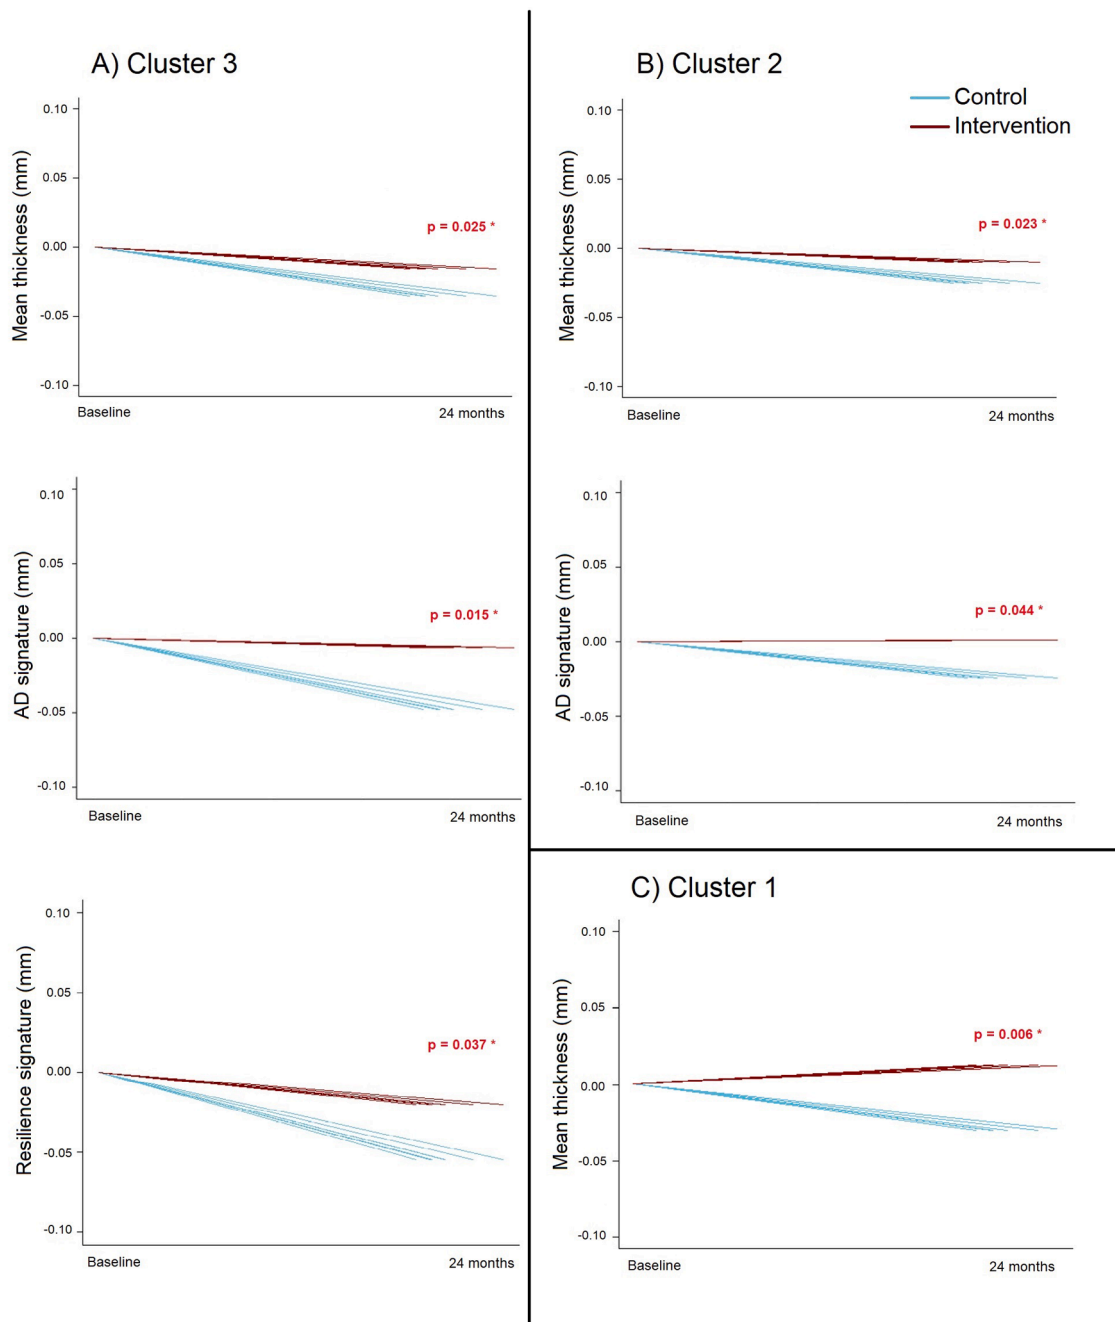 A) Cluster 3
Mean thickness (mm)
0.10
0.05
0.00
-0.05
-0.10
p = 0.025 *
Baseline
24 months
AD signature (mm)
0.10
0.05
0.00
-0.05
-0.10
p = 0.015 *
Baseline
24 months
Resilience signature (mm)
0.10
0.05
0.00
-0.05
-0.10
p = 0.037 *
Baseline
24 months
B) Cluster 2
Control
Intervention
Mean thickness (mm)
0.10
0.05
0.00
-0.05
-0.10
p = 0.023 *
Baseline
24 months
AD signature (mm)
0.10
0.05
0.00
-0.05
-0.10
p = 0.044 *
Baseline
24 months
C) Cluster 1
Mean thickness (mm)
0.10
0.05
0.00
-0.05
-0.10
p = 0.006 *
Baseline
24 months